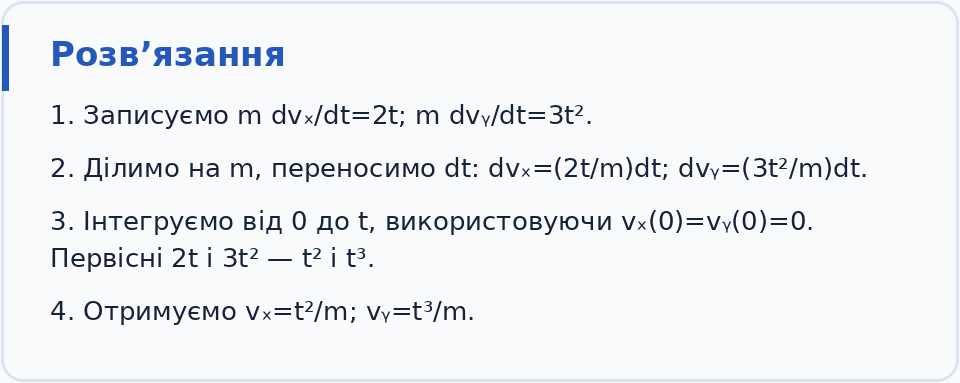 Розв’язання
1. Записуємо m dvₓ/dt=2t; m dvᵧ/dt=3t².
2. Ділимо на m, переносимо dt: dvₓ=(2t/m)dt; dvᵧ=(3t²/m)dt.
3. Інтегруємо від 0 до t, використовуючи vₓ(0)=vᵧ(0)=0.
Первісні 2t і 3t² — t² і t³.
4. Отримуємо vₓ=t²/m; vᵧ=t³/m.